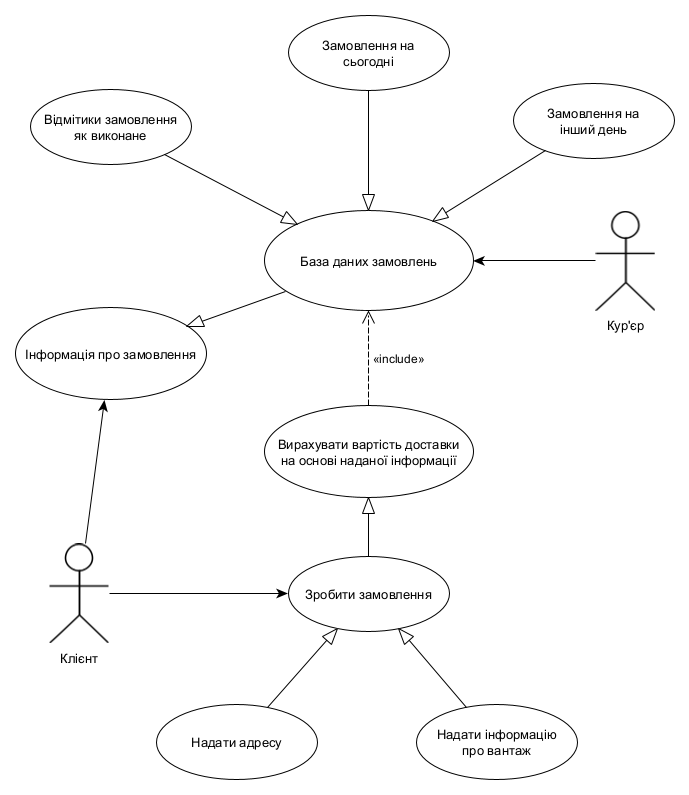 Замовлення на
сьогодні
Відмітики замовлення
як виконане
Замовлення на
інший день
База даних замовлень
Кур'єр
Інформація про замовлення
«include»
Вирахувати вартість доставки
на основі наданої інформації
Зробити замовлення
Клієнт
Надати адресу
Надати інформацію
про вантаж